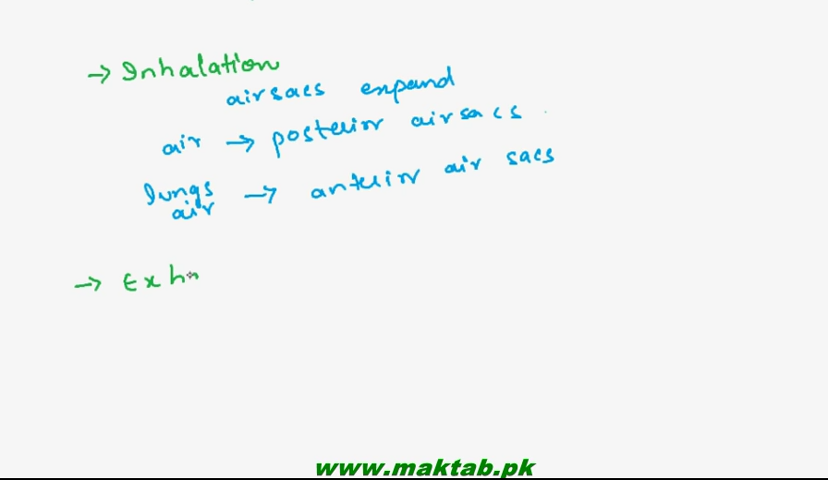 → Inhalation
airsacs expand
air → posterior airsacs
lungs air → anterior air sacs
→ Exh
www.maktab.pk